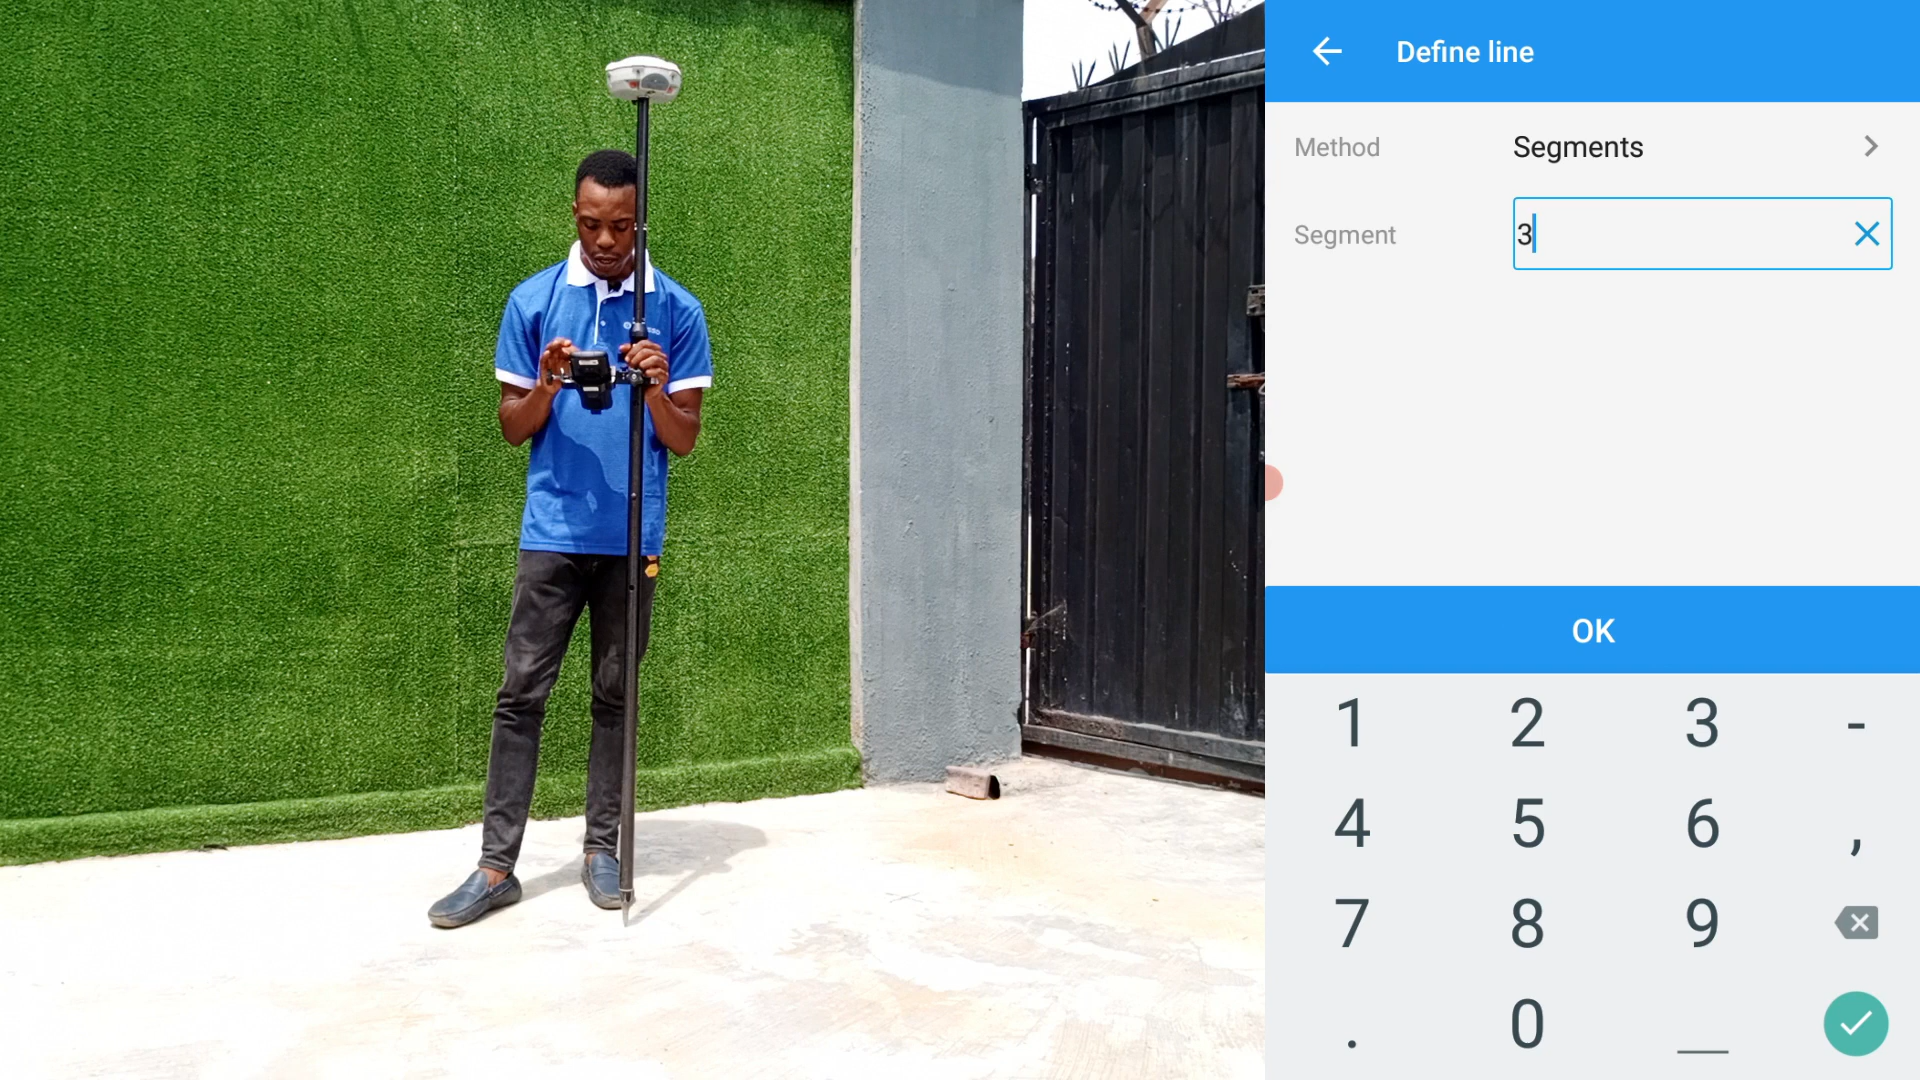 Define line
Method Segments
Segment 3
OK
1 2 3 -
4 5 6 ,
7 8 9
. 0